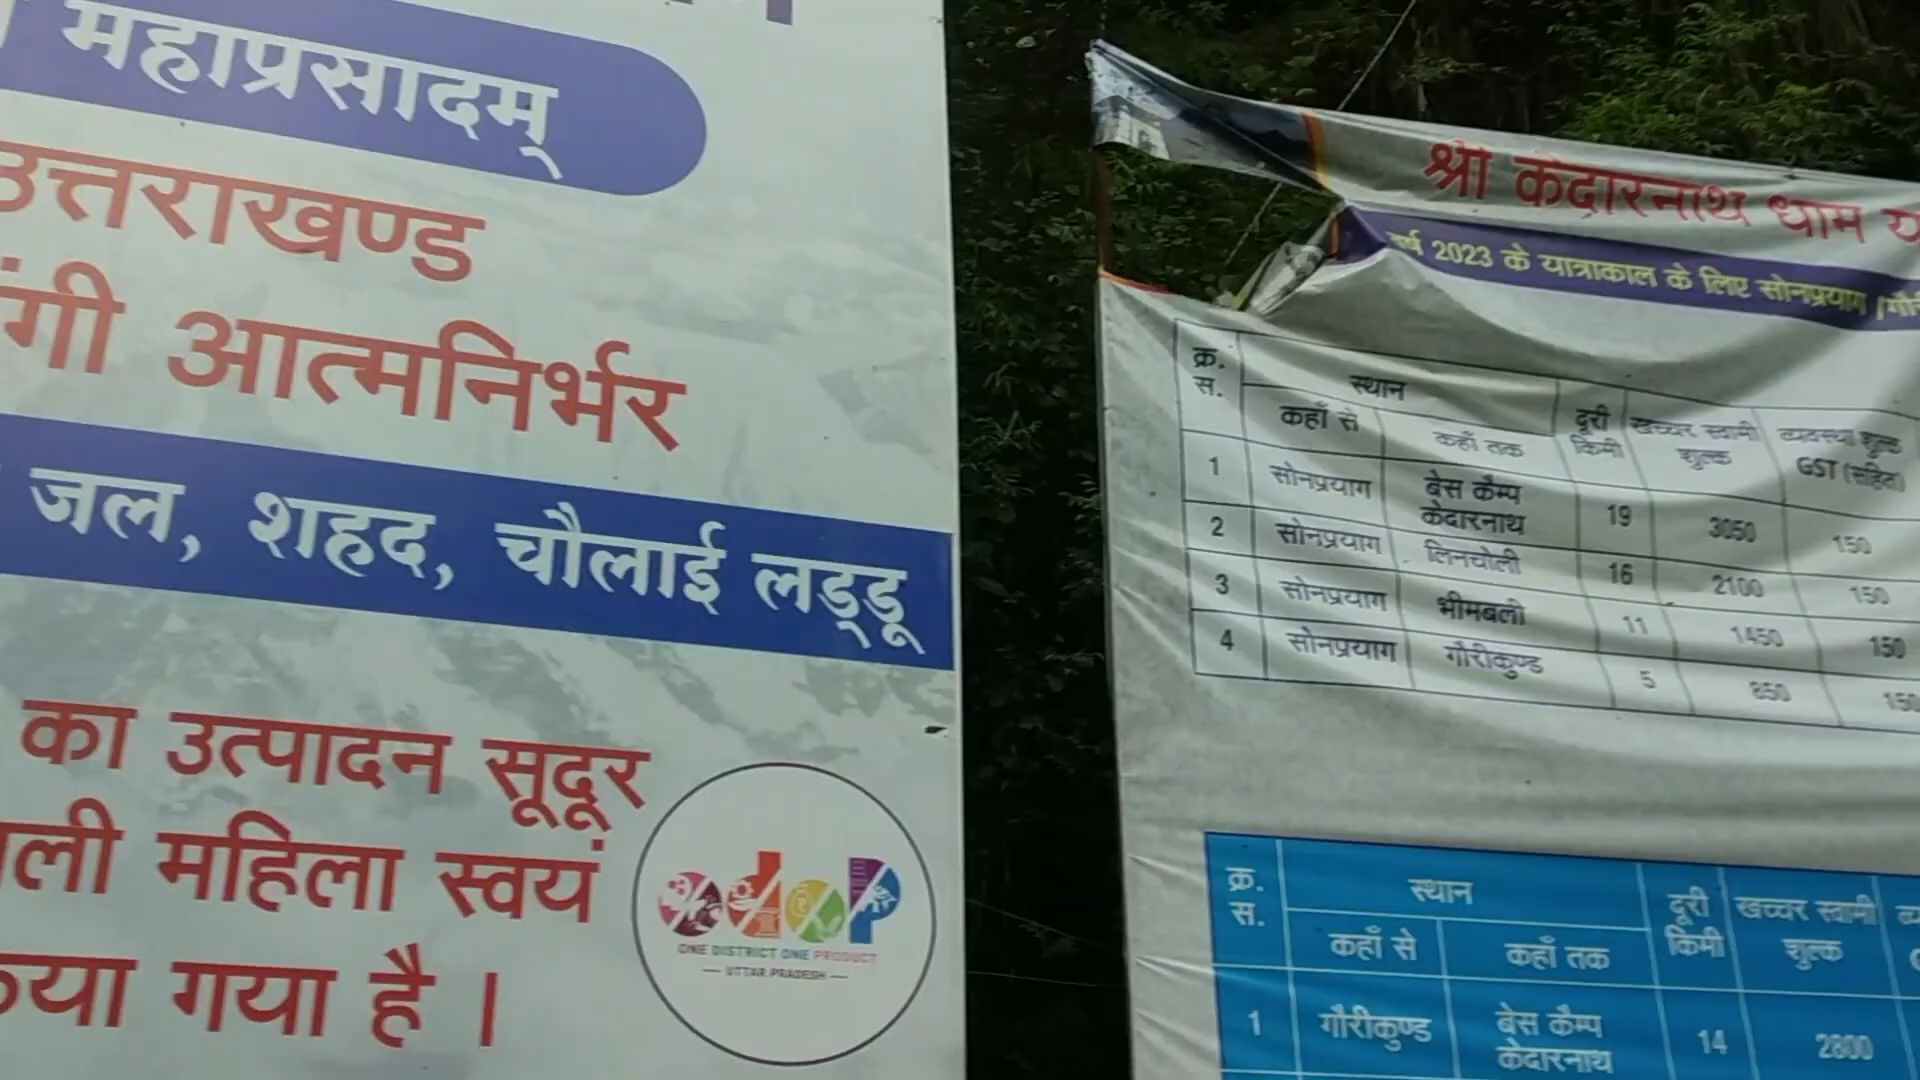 महाप्रसादम्
उत्तराखण्ड
आत्मनिर्भर
जल, शहद, चौलाई लड्डू
का उत्पादन सूदूर
महिला स्वयं
गया है ।
ONE DISTRICT ONE PRODUCT
UTTAR PRADESH
श्री केदारनाथ धाम
वर्ष 2023 के यात्राकाल के लिए सोनप्रयाग /
क्र. स. स्थान दूरी किमी खच्चर स्वामी शुल्क व्यवस्था शुल्क GST (सहित)
कहाँ से कहाँ तक
1 सोनप्रयाग बेस कैम्प केदारनाथ 19 3050 150
2 सोनप्रयाग लिनचोली 16 2100 150
3 सोनप्रयाग भीमबली 11 1450 150
4 सोनप्रयाग गौरीकुण्ड 5 850 150
क्र. स. स्थान दूरी किमी खच्चर स्वामी शुल्क
कहाँ से कहाँ तक
1 गौरीकुण्ड बेस कैम्प केदारनाथ 14 2800